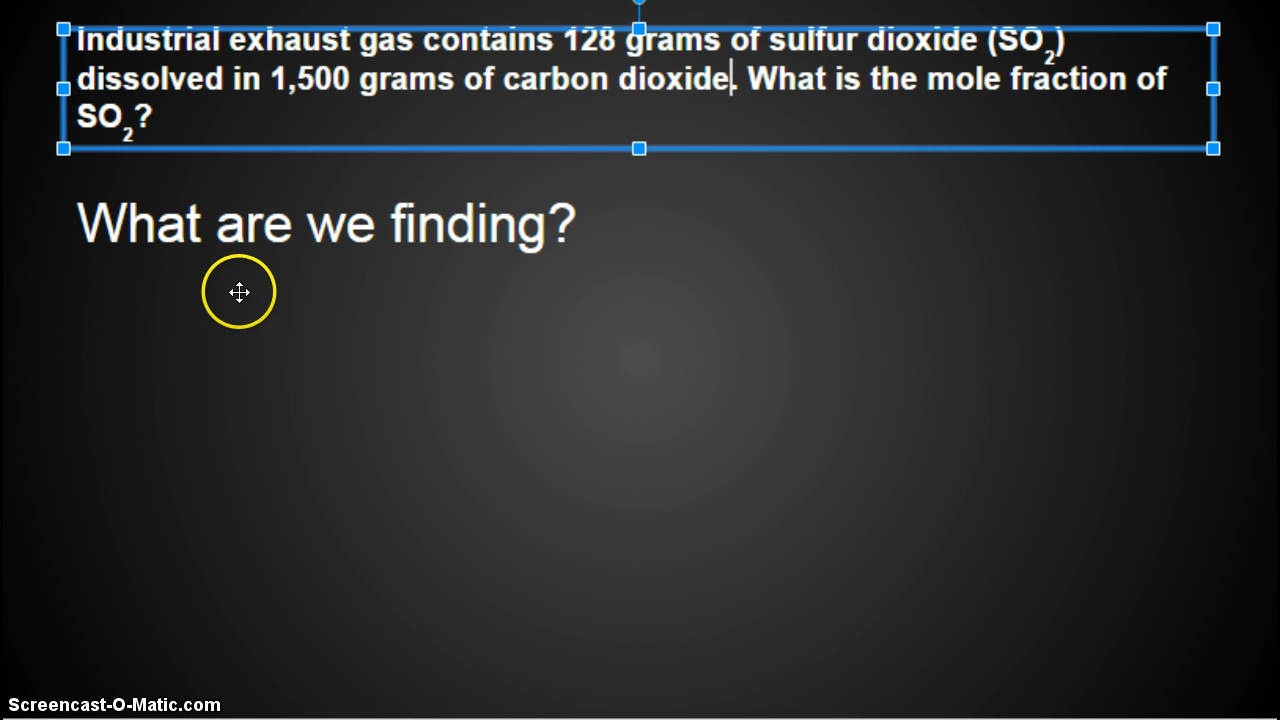 Industrial exhaust gas contains 128 grams of sulfur dioxide (SO₂)
dissolved in 1,500 grams of carbon dioxide. What is the mole fraction of
SO₂?
What are we finding?
Screencast-O-Matic.com